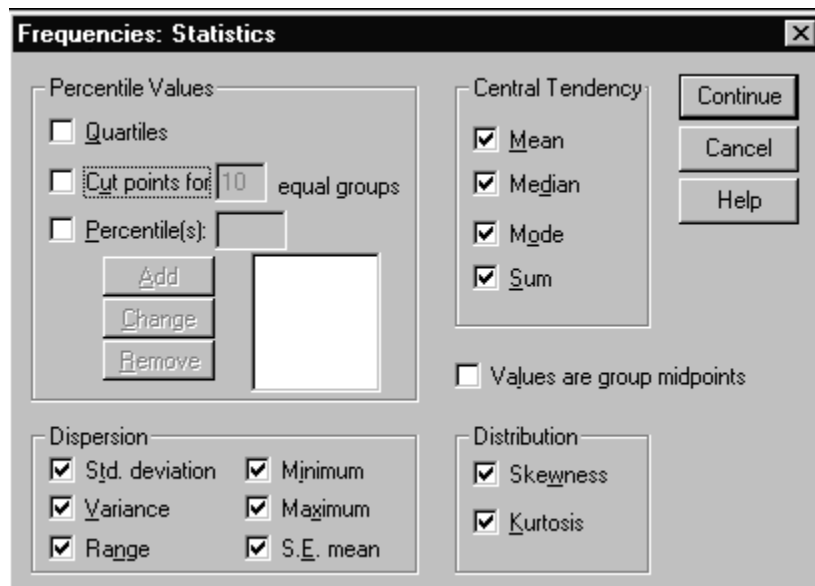 Frequencies: Statistics
Percentile Values
Quartiles
Cut points for 10 equal groups
Percentile(s):
Add
Change
Remove
Central Tendency
Mean
Median
Mode
Sum
Continue
Cancel
Help
Values are group midpoints
Dispersion
Std. deviation
Variance
Range
Minimum
Maximum
S.E. mean
Distribution
Skewness
Kurtosis